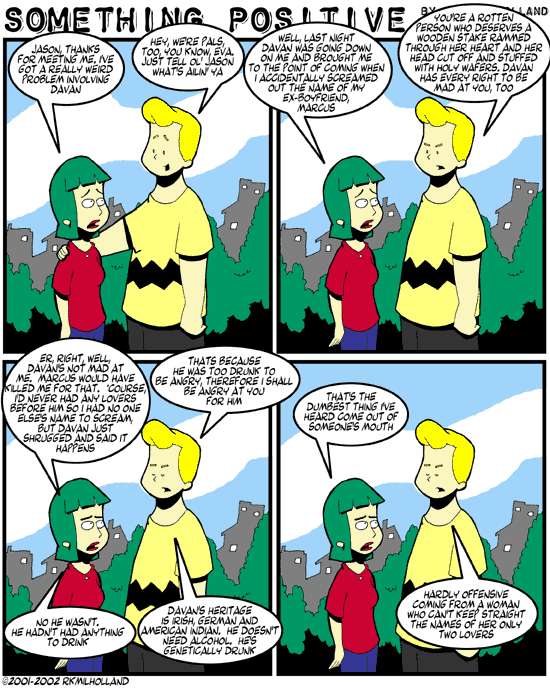 SOMETHING POSITIVE BY LLAND
JASON, THANKS
FOR MEETING ME. I'VE
GOT A REALLY WEIRD
PROBLEM INVOLVING
DAVAN
HEY, WE'RE PALS,
TOO, YOU KNOW, EVA.
JUST TELL OL' JASON
WHAT'S AILIN' YA
WELL, LAST NIGHT
DAVAN WAS GOING DOWN
ON ME AND BROUGHT ME
TO THE POINT OF COMING WHEN
I ACCIDENTALLY SCREAMED
OUT THE NAME OF MY
EX-BOYFRIEND,
MARCUS
YOU'RE A ROTTEN
PERSON WHO DESERVES A
WOODEN STAKE RAMMED
THROUGH HER HEART AND HER
HEAD CUT OFF AND STUFFED
WITH HOLY WAFERS. DAVAN
HAS EVERY RIGHT TO BE
MAD AT YOU, TOO
ER, RIGHT, WELL,
DAVAN'S NOT MAD AT
ME. MARCUS WOULD HAVE
KILLED ME FOR THAT. 'COURSE,
I'D NEVER HAD ANY LOVERS
BEFORE HIM SO I HAD NO ONE
ELSE'S NAME TO SCREAM,
BUT DAVAN JUST
SHRUGGED AND SAID IT
HAPPENS
THAT'S BECAUSE
HE WAS TOO DRUNK TO
BE ANGRY, THEREFORE I SHALL
BE ANGRY AT YOU
FOR HIM
NO HE WASN'T.
HE HADN'T HAD ANYTHING
TO DRINK
DAVAN'S HERITAGE
IS IRISH, GERMAN AND
AMERICAN INDIAN. HE DOESN'T
NEED ALCOHOL. HE'S
GENETICALLY DRUNK
THAT'S THE
DUMBEST THING I'VE
HEARD COME OUT OF
SOMEONE'S MOUTH
HARDLY OFFENSIVE
COMING FROM A WOMAN
WHO CAN'T KEEP STRAIGHT
THE NAMES OF HER ONLY
TWO LOVERS
©2001-2002 RKMILHOLLAND